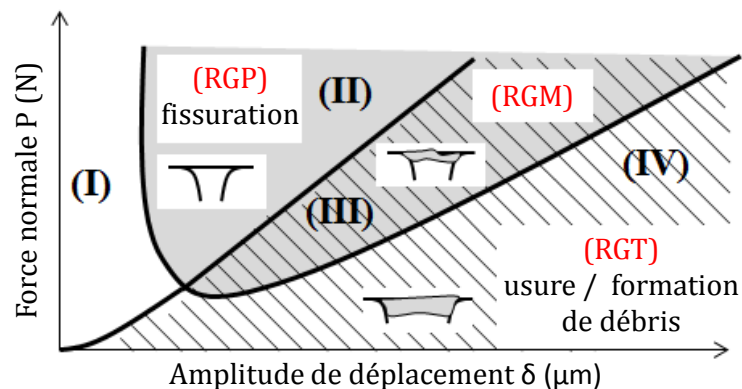 Force normale P (N)
(I)
(RGP)
fissuration
(II)
(RGM)
(III)
(IV)
(RGT)
usure / formation
de débris
Amplitude de déplacement δ (µm)